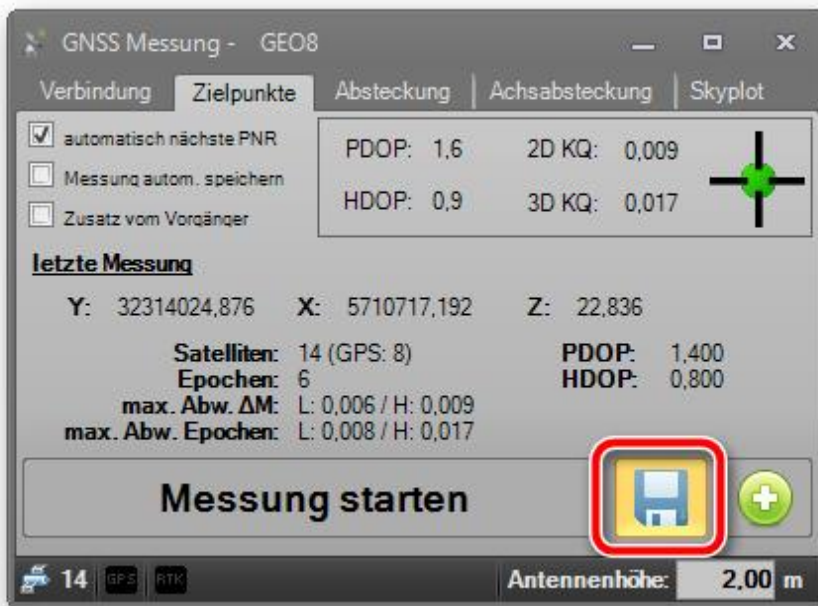 GNSS Messung - GEO8
Verbindung Zielpunkte Absteckung Achsabsteckung Skyplot
automatisch nächste PNR
Messung autom. speichern
Zusatz vom Vorgänger
PDOP: 1,6 2D KQ: 0,009
HDOP: 0,9 3D KQ: 0,017
letzte Messung
Y: 32314024,876 X: 5710717,192 Z: 22,836
Satelliten: 14 (GPS: 8) PDOP: 1,400
Epochen: 6 HDOP: 0,800
max. Abw. ΔM: L: 0,006 / H: 0,009
max. Abw. Epochen: L: 0,008 / H: 0,017
Messung starten
14 GPS RTK Antennenhöhe: 2,00 m